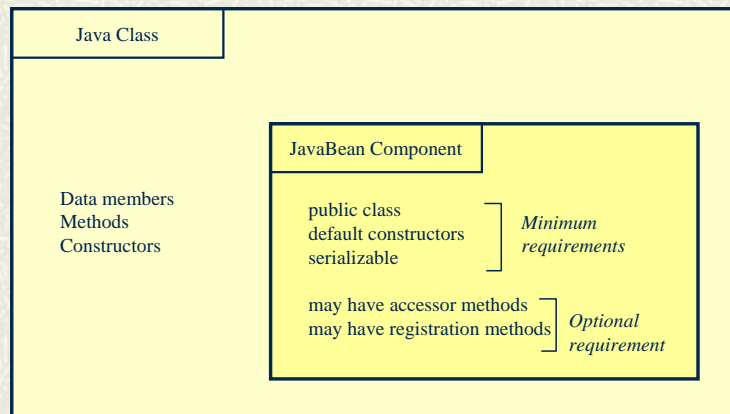 Java Class
JavaBean Component
Data members
Methods
Constructors
public class
default constructors
serializable
Minimum
requirements
may have accessor methods
may have registration methods
Optional
requirement